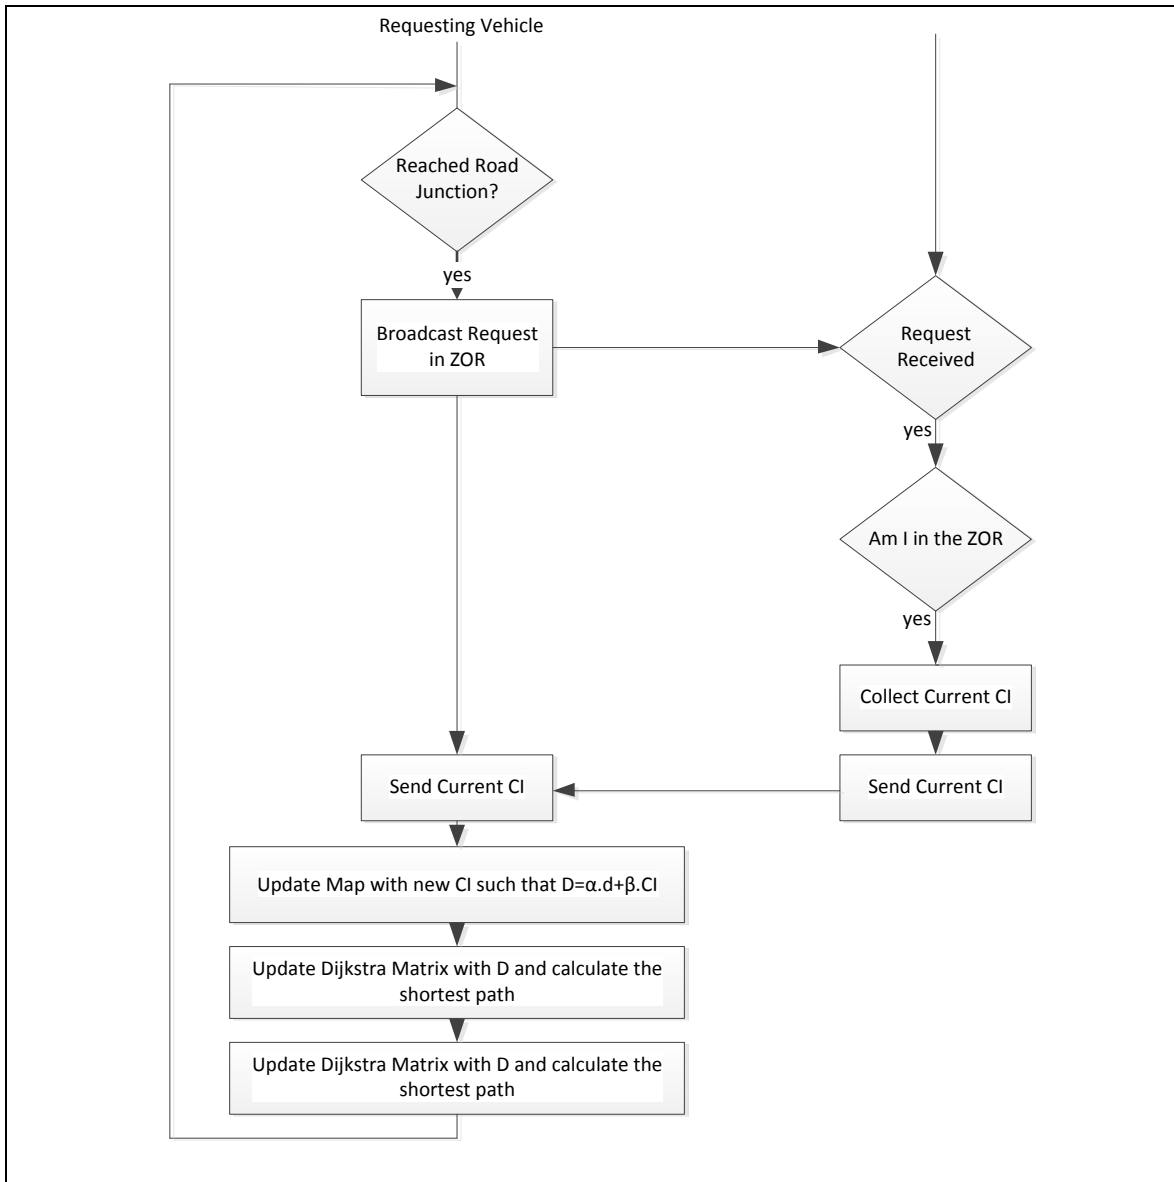 Requesting Vehicle
Reached Road
Junction?
yes
Broadcast Request
in ZOR
Request
Received
yes
Am I in the ZOR
yes
Collect Current CI
Send Current CI
Send Current CI
Update Map with new CI such that D=α.d+β.CI
Update Dijkstra Matrix with D and calculate the
shortest path
Update Dijkstra Matrix with D and calculate the
shortest path